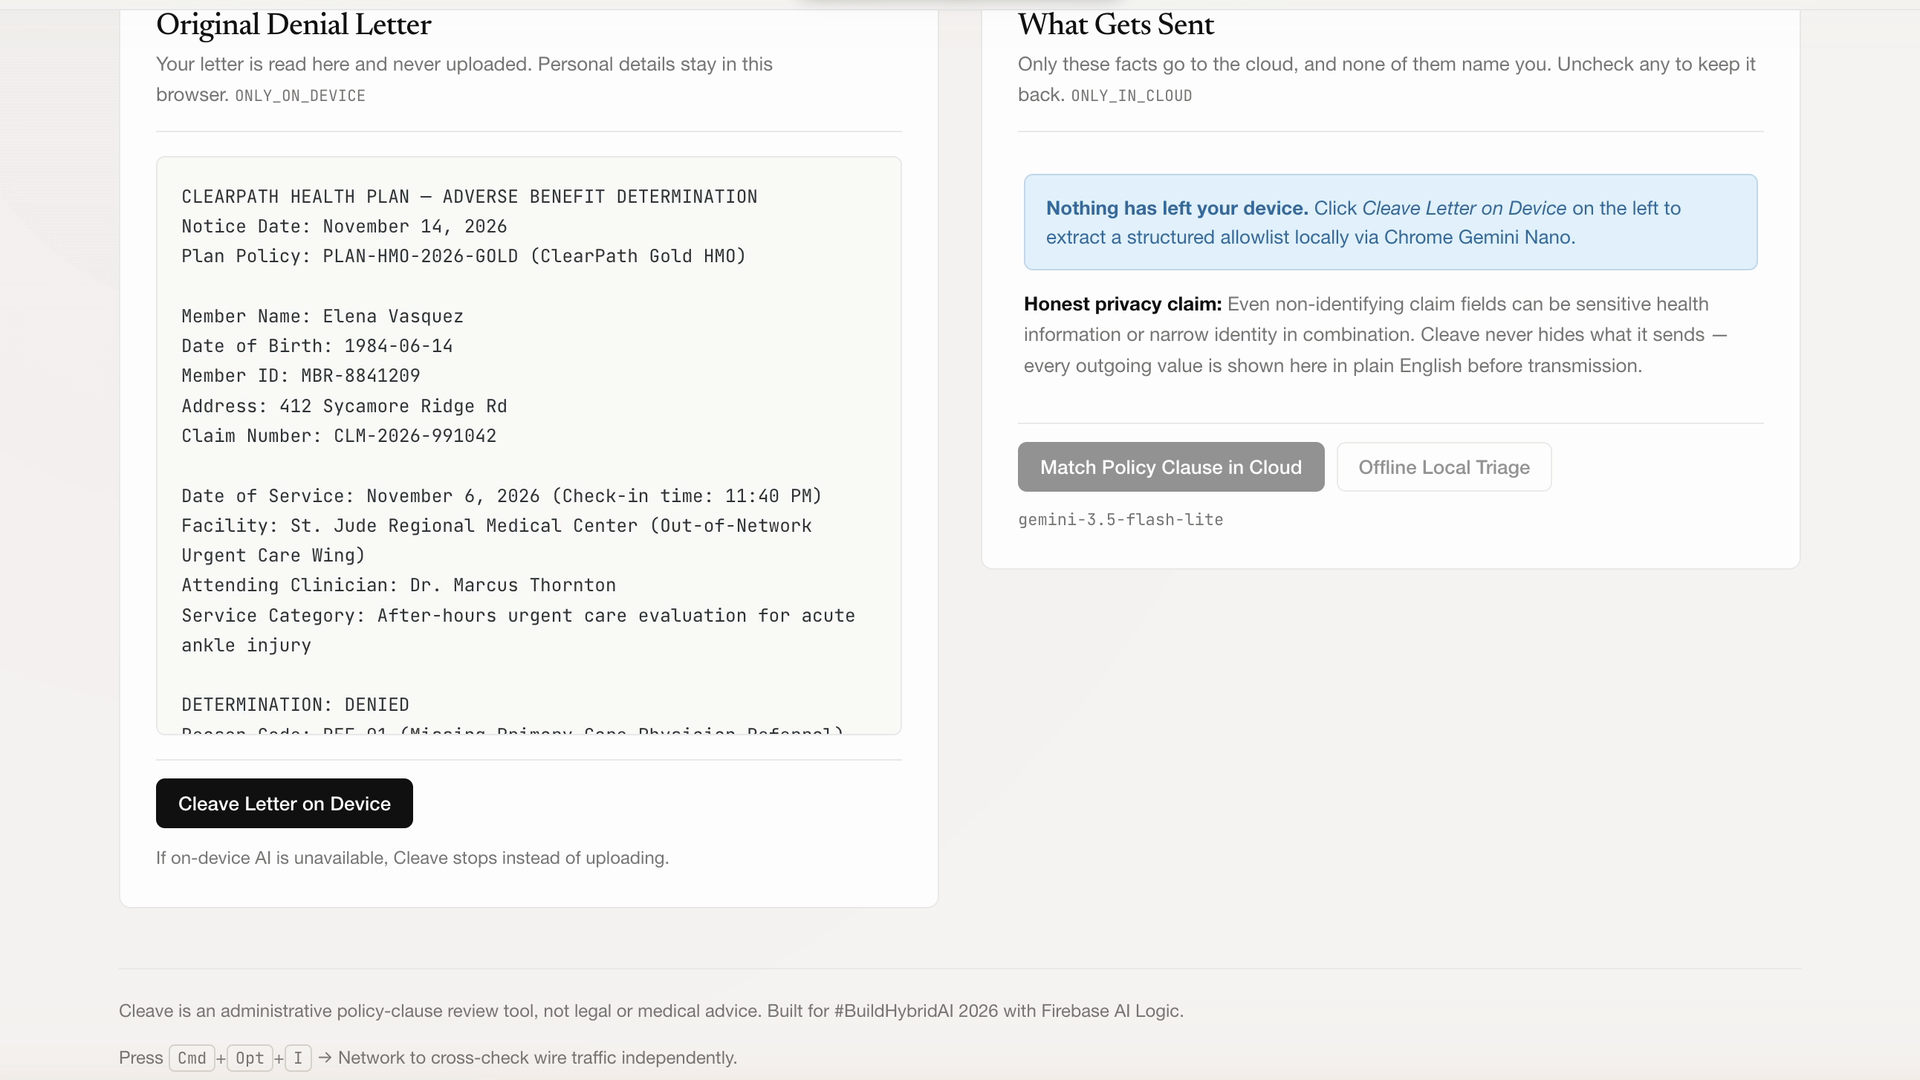 Original Denial Letter
Your letter is read here and never uploaded. Personal details stay in this
browser. ONLY_ON_DEVICE
CLEARPATH HEALTH PLAN — ADVERSE BENEFIT DETERMINATION
Notice Date: November 14, 2026
Plan Policy: PLAN-HMO-2026-GOLD (ClearPath Gold HMO)
Member Name: Elena Vasquez
Date of Birth: 1984-06-14
Member ID: MBR-8841209
Address: 412 Sycamore Ridge Rd
Claim Number: CLM-2026-991042
Date of Service: November 6, 2026 (Check-in time: 11:40 PM)
Facility: St. Jude Regional Medical Center (Out-of-Network
Urgent Care Wing)
Attending Clinician: Dr. Marcus Thornton
Service Category: After-hours urgent care evaluation for acute
ankle injury
DETERMINATION: DENIED
Reason Code: REF-01 (Missing Primary Care Physician Referral)
Cleave Letter on Device
If on-device AI is unavailable, Cleave stops instead of uploading.
What Gets Sent
Only these facts go to the cloud, and none of them name you. Uncheck any to keep it
back. ONLY_IN_CLOUD
Nothing has left your device. Click Cleave Letter on Device on the left to
extract a structured allowlist locally via Chrome Gemini Nano.
Honest privacy claim: Even non-identifying claim fields can be sensitive health
information or narrow identity in combination. Cleave never hides what it sends —
every outgoing value is shown here in plain English before transmission.
Match Policy Clause in Cloud
Offline Local Triage
gemini-3.5-flash-lite
Cleave is an administrative policy-clause review tool, not legal or medical advice. Built for #BuildHybridAI 2026 with Firebase AI Logic.
Press Cmd+Opt+I → Network to cross-check wire traffic independently.